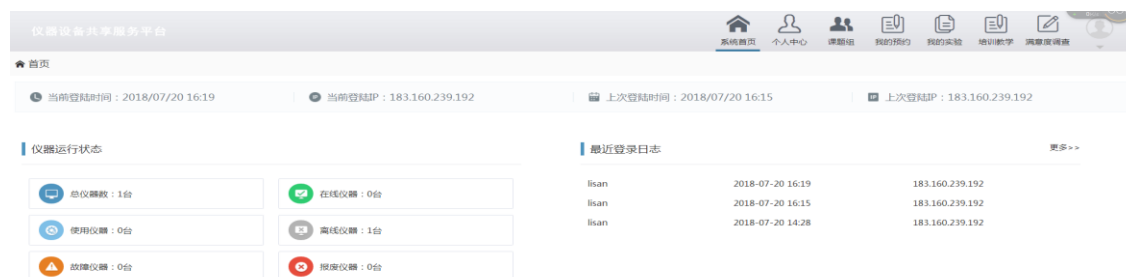 仪器设备共享服务平台
系统首页 个人中心 课题组 我的预约 我的实验 培训教学 满意度调查
首页
当前登陆时间：2018/07/20 16:19 当前登陆IP：183.160.239.192 上次登陆时间：2018/07/20 16:15 上次登陆IP：183.160.239.192
仪器运行状态 最近登录日志 更多>>
总仪器数：1台 在线仪器：0台
使用仪器：0台 离线仪器：1台
故障仪器：0台 报废仪器：0台
lisan 2018-07-20 16:19 183.160.239.192
lisan 2018-07-20 16:15 183.160.239.192
lisan 2018-07-20 14:28 183.160.239.192